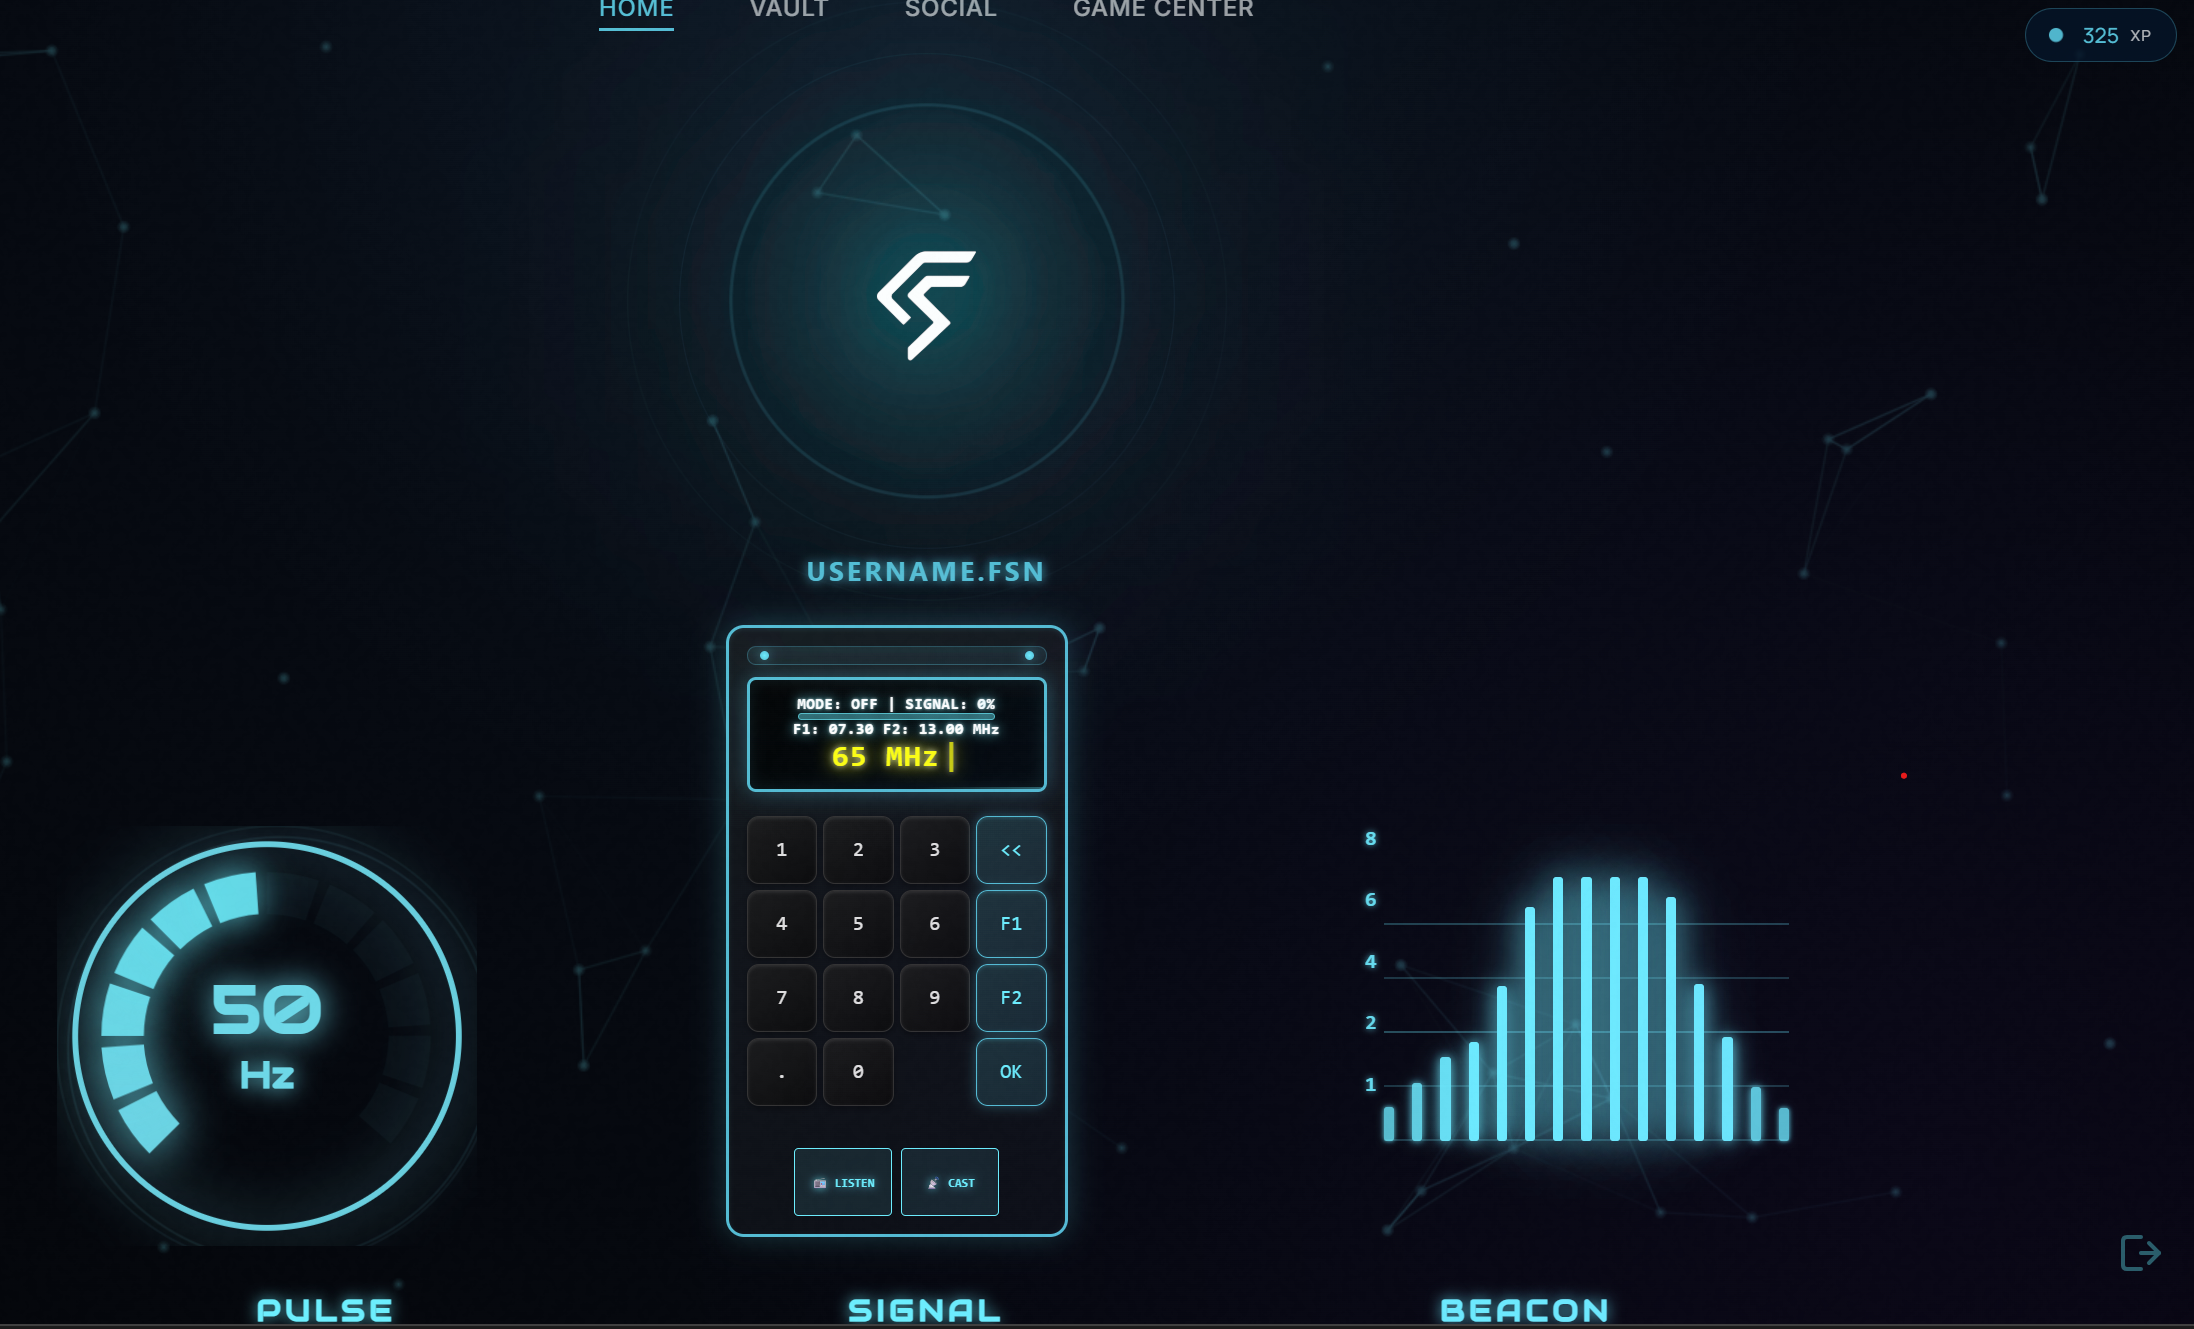 HOME VAULT SOCIAL GAME CENTER
325 XP
USERNAME.FSN
MODE: OFF | SIGNAL: 0%
F1: 07.30 F2: 13.00 MHz
65 MHz
1 2 3 <<
4 5 6 F1
7 8 9 F2
. 0 OK
LISTEN CAST
50
Hz
8
6
4
2
1
PULSE SIGNAL BEACON